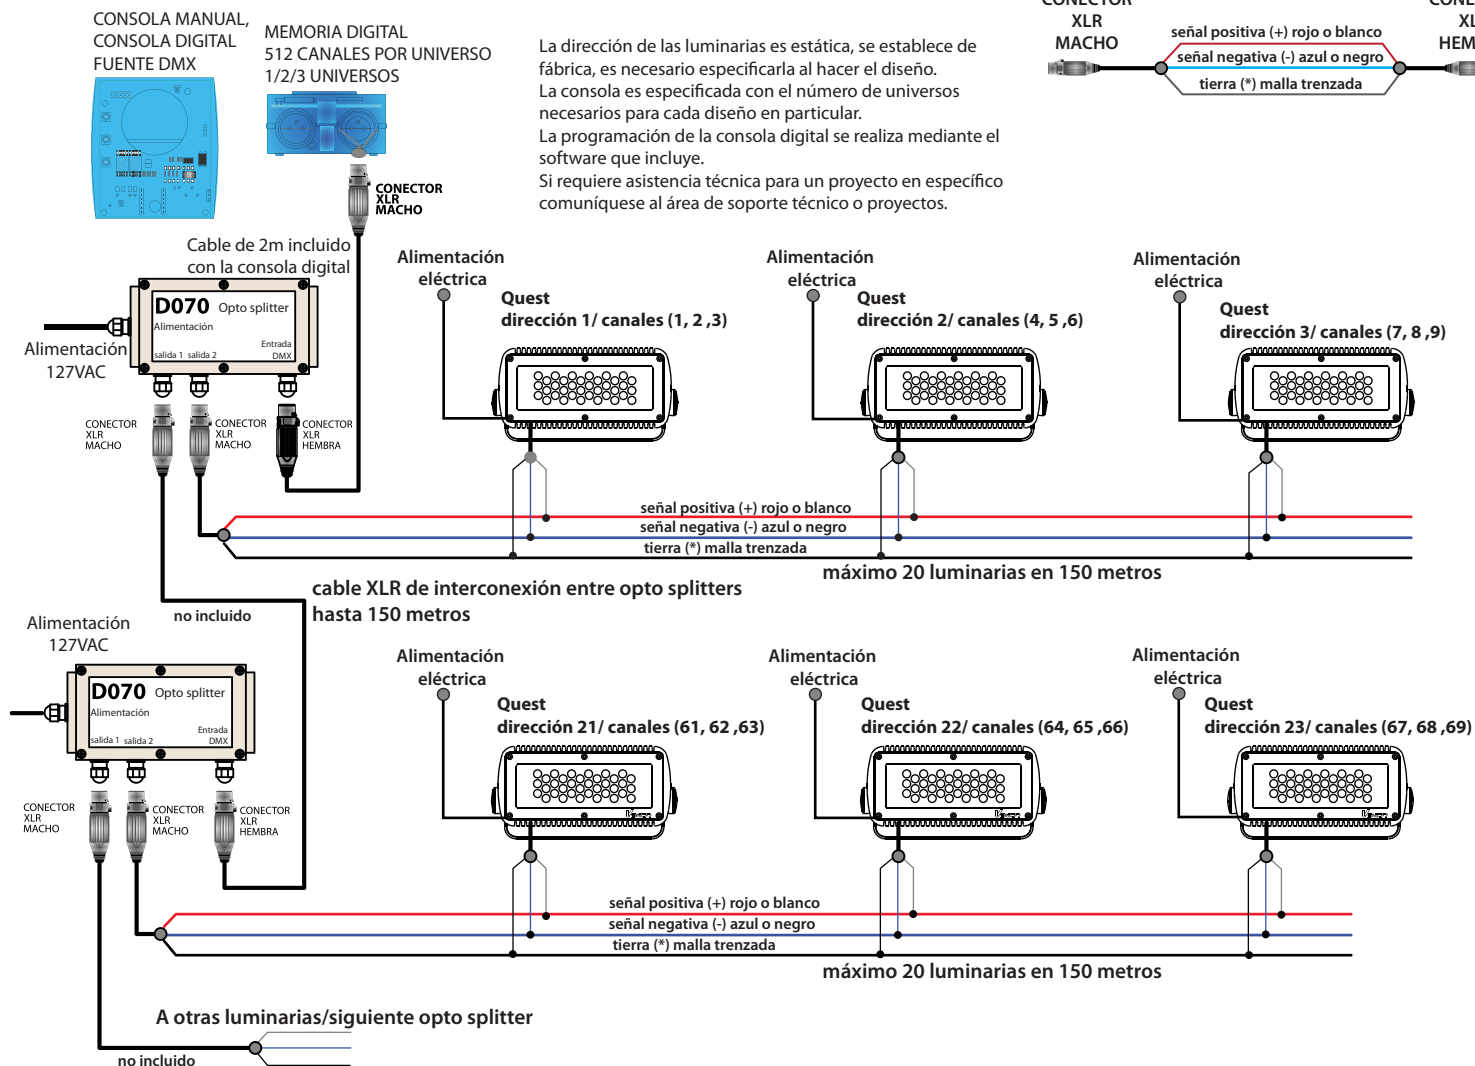 CONSOLA MANUAL,
CONSOLA DIGITAL
FUENTE DMX
MEMORIA DIGITAL
512 CANALES POR UNIVERSO
1/2/3 UNIVERSOS
La dirección de las luminarias es estática, se establece de
fábrica, es necesario especificarla al hacer el diseño.
La consola es especificada con el número de universos
necesarios para cada diseño en particular.
La programación de la consola digital se realiza mediante el
software que incluye.
Si requiere asistencia técnica para un proyecto en específico
comuníquese al área de soporte técnico o proyectos.
XLR
MACHO
señal positiva (+) rojo o blanco
señal negativa (-) azul o negro
tierra (*) malla trenzada
CONECTOR
XLR
MACHO
Cable de 2m incluido
con la consola digital
D070 Opto splitter
Alimentación
Entrada
salida 1 salida 2 DMX
Alimentación
127VAC
CONECTOR
XLR
MACHO
CONECTOR
XLR
MACHO
CONECTOR
XLR
HEMBRA
Alimentación
eléctrica
Quest
dirección 1/ canales (1, 2 ,3)
Alimentación
eléctrica
Quest
dirección 2/ canales (4, 5 ,6)
Alimentación
eléctrica
Quest
dirección 3/ canales (7, 8 ,9)
señal positiva (+) rojo o blanco
señal negativa (-) azul o negro
tierra (*) malla trenzada
máximo 20 luminarias en 150 metros
cable XLR de interconexión entre opto splitters
hasta 150 metros
no incluido
Alimentación
127VAC
D070 Opto splitter
Alimentación
Entrada
salida 1 salida 2 DMX
CONECTOR
XLR
MACHO
CONECTOR
XLR
MACHO
CONECTOR
XLR
HEMBRA
Alimentación
eléctrica
Quest
dirección 21/ canales (61, 62 ,63)
Alimentación
eléctrica
Quest
dirección 22/ canales (64, 65 ,66)
Alimentación
eléctrica
Quest
dirección 23/ canales (67, 68 ,69)
señal positiva (+) rojo o blanco
señal negativa (-) azul o negro
tierra (*) malla trenzada
máximo 20 luminarias en 150 metros
A otras luminarias/siguiente opto splitter
no incluido